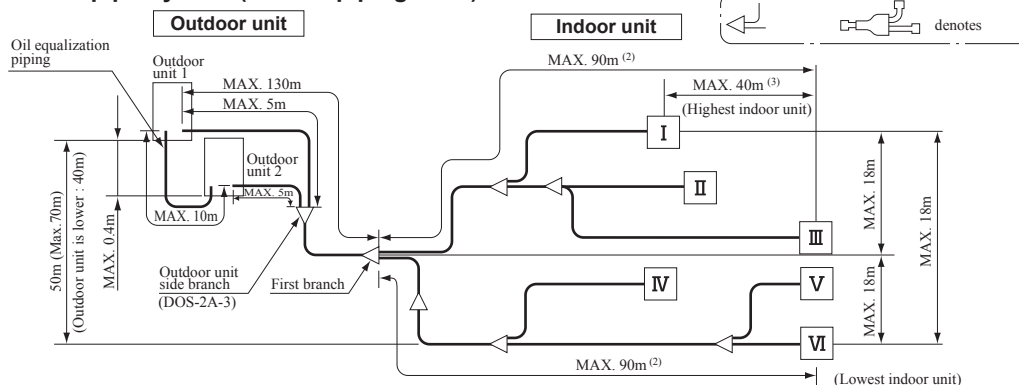 Outdoor unit
Indoor unit
denotes
Oil equalization
piping
Outdoor
unit 1
MAX. 130m
MAX. 5m
MAX. 90m (2)
MAX. 40m (3)
(Highest indoor unit)
I
Outdoor
unit 2
II
MAX. 5m
MAX. 10m
50m (Max.70m)
(Outdoor unit is lower : 40m)
MAX. 0.4m
III
MAX. 18m
MAX. 18m
MAX. 18m
Outdoor unit
side branch
(DOS-2A-3)
First branch
IV
V
VI
MAX. 90m (2)
(Lowest indoor unit)